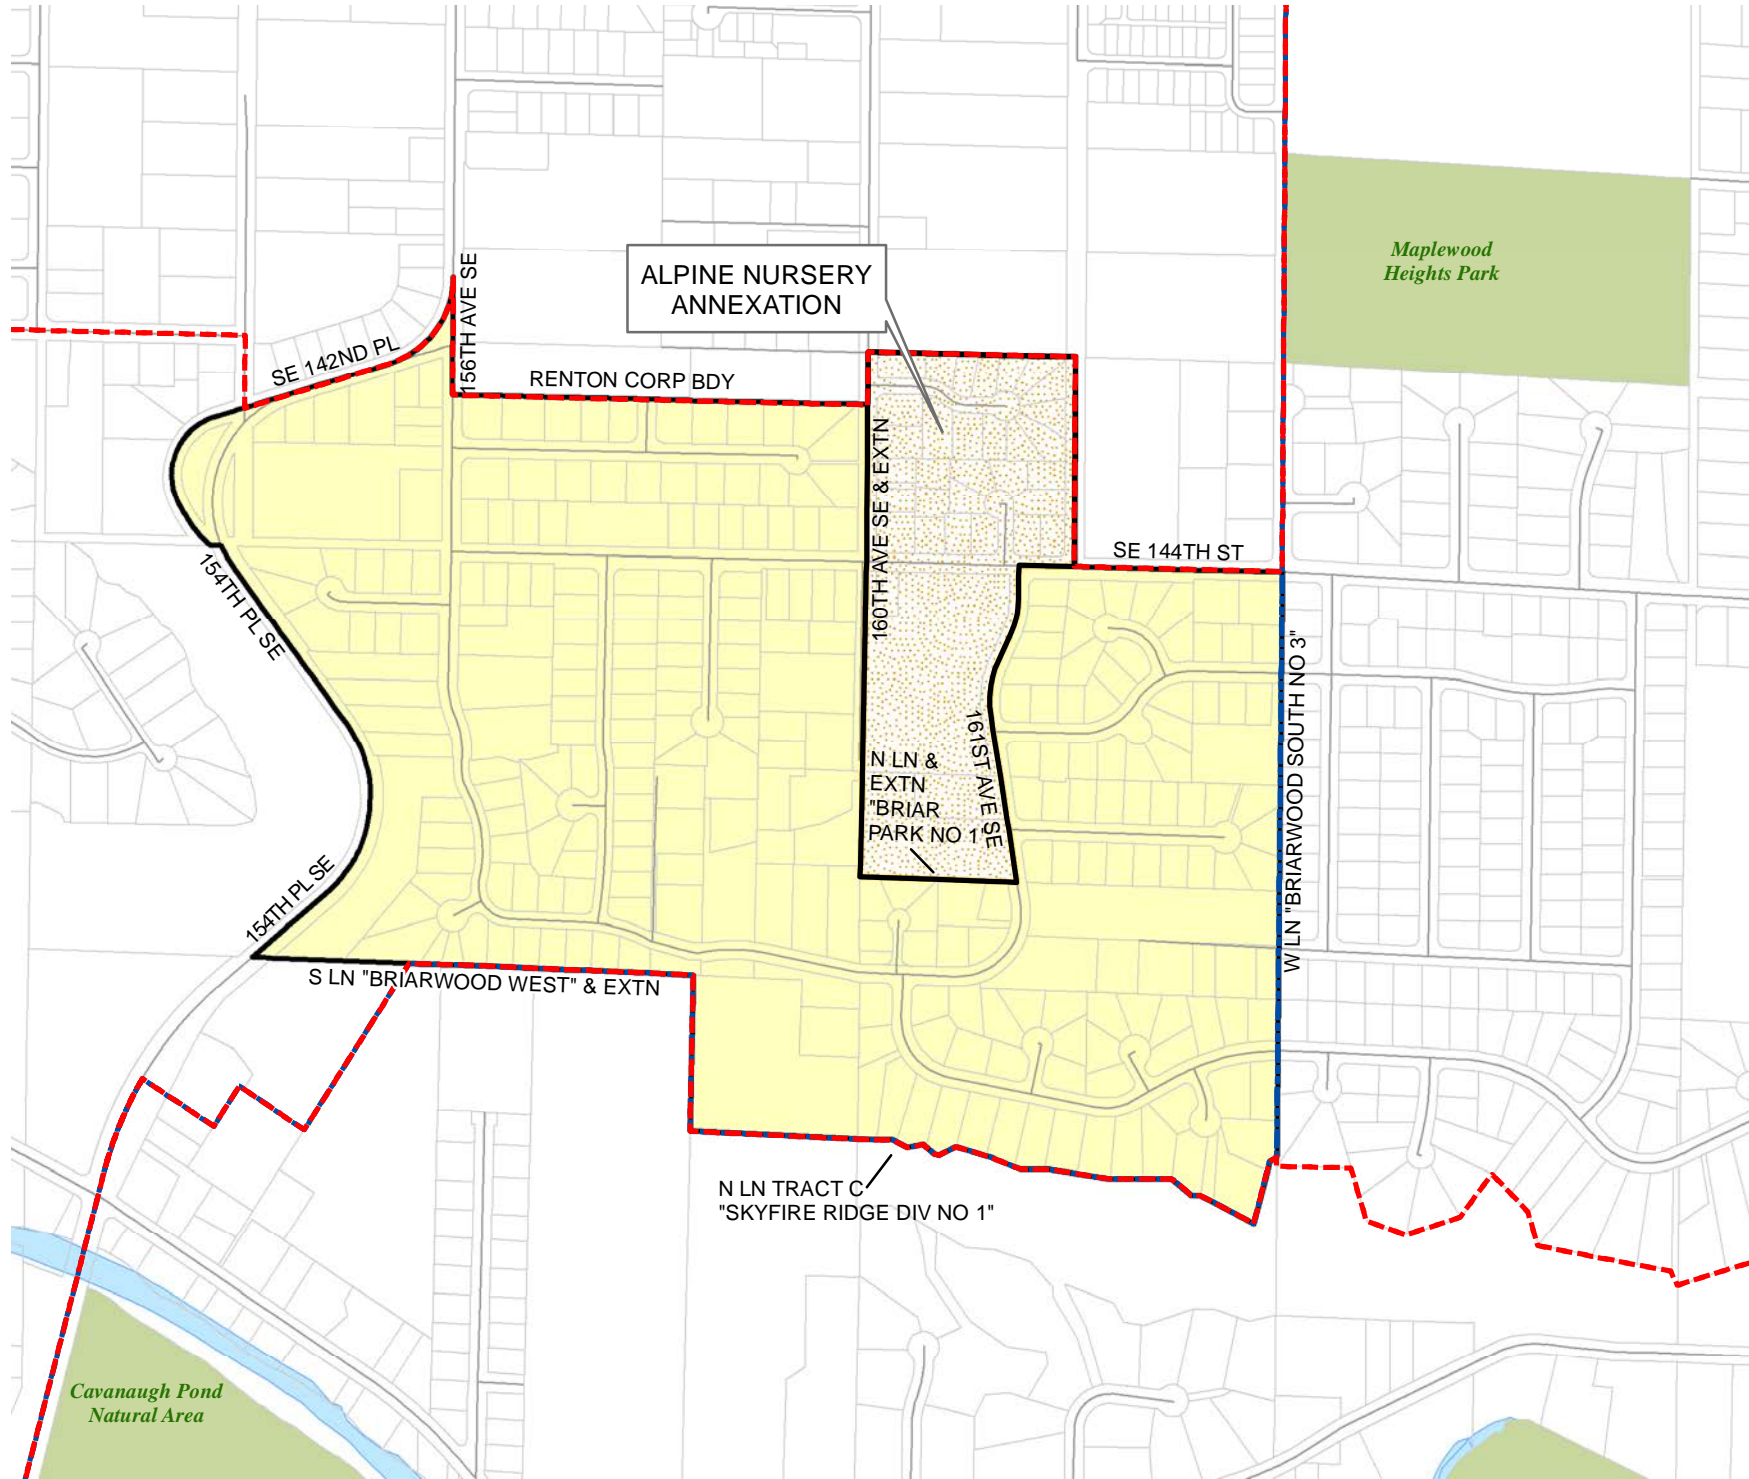 Maplewood
Heights Park
ALPINE NURSERY
ANNEXATION
156TH AVE SE
SE 142ND PL
RENTON CORP BDY
160TH AVE SE & EXTN
SE 144TH ST
154TH PL SE
W LN "BRIARWOOD SOUTH NO 3"
161ST AVE SE
N LN &
EXTN
"BRIAR
PARK NO 1"
154TH PL SE
S LN "BRIARWOOD WEST" & EXTN
N LN TRACT C
"SKYFIRE RIDGE DIV NO 1"
Cavanaugh Pond
Natural Area